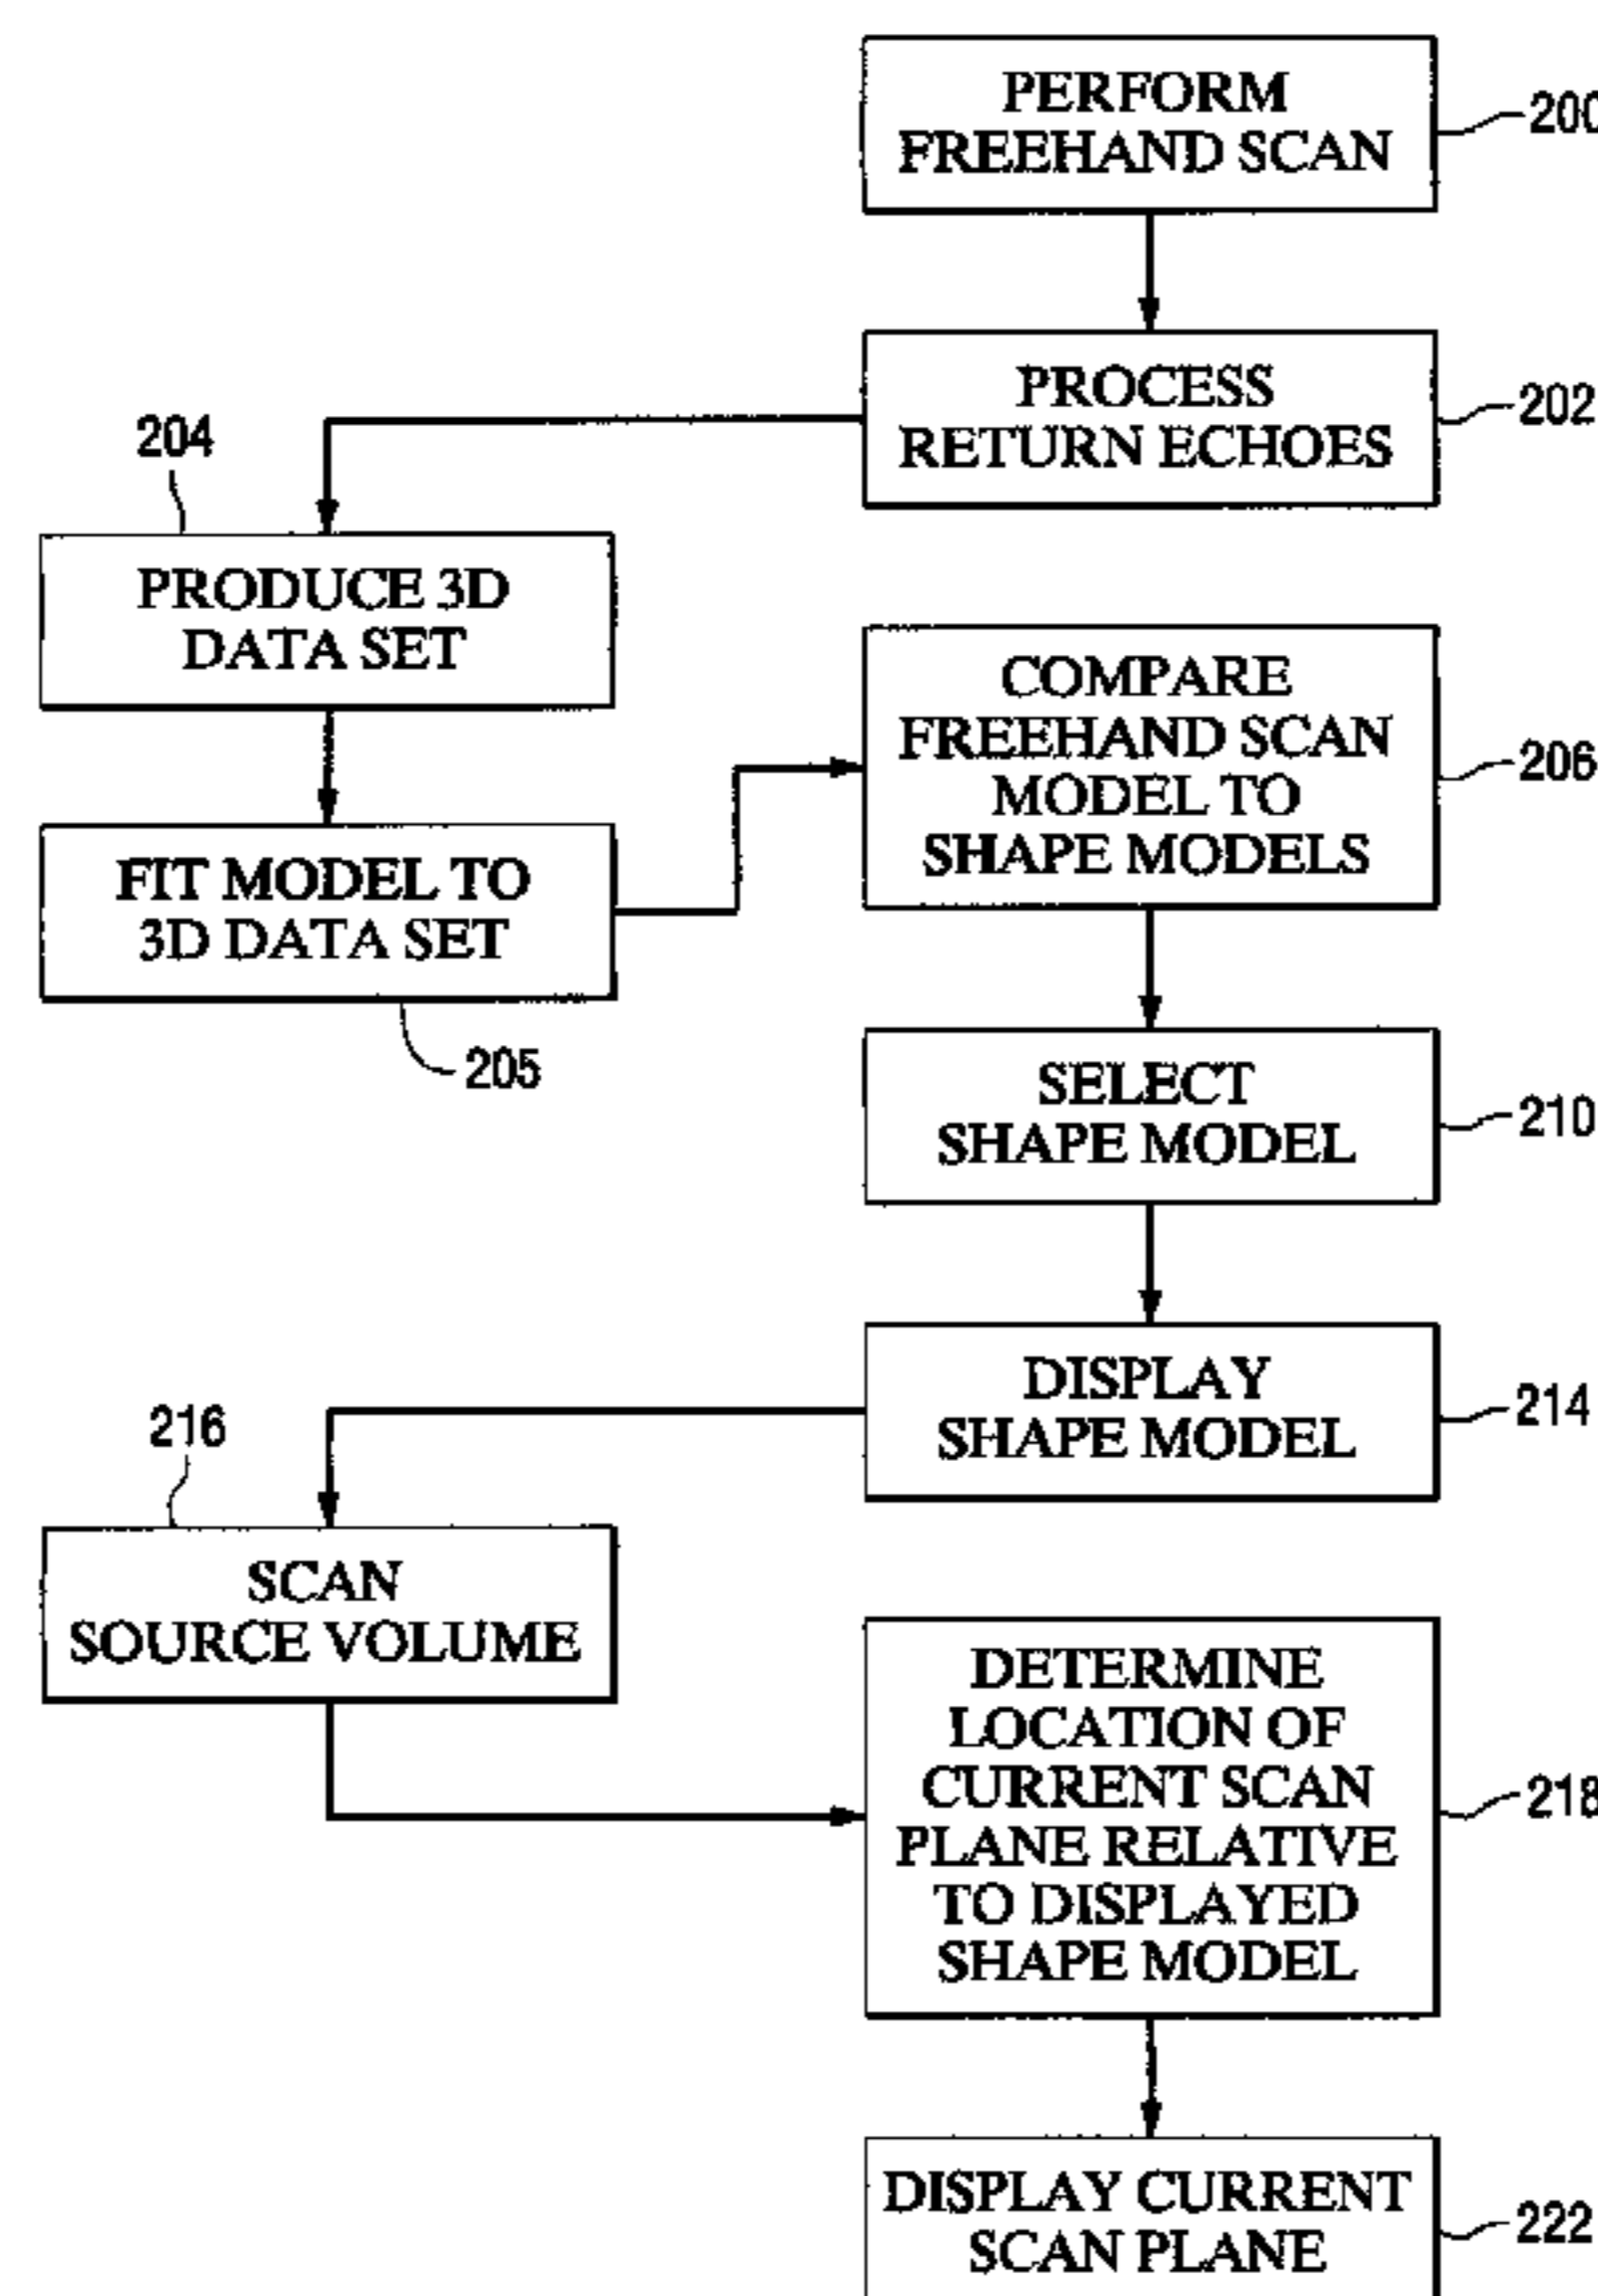 PERFORM
FREEHAND SCAN
200
PROCESS
RETURN ECHOES
202
204
PRODUCE 3D
DATA SET
FIT MODEL TO
3D DATA SET
205
COMPARE
FREEHAND SCAN
MODEL TO
SHAPE MODELS
206
SELECT
SHAPE MODEL
210
DISPLAY
SHAPE MODEL
214
216
SCAN
SOURCE VOLUME
DETERMINE
LOCATION OF
CURRENT SCAN
PLANE RELATIVE
TO DISPLAYED
SHAPE MODEL
218
DISPLAY CURRENT
SCAN PLANE
222